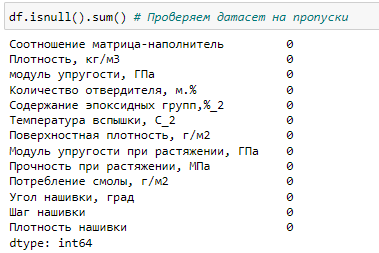 df.isnull().sum() # Проверяем датасет на пропуски
Соотношение матрица-наполнитель 0
Плотность, кг/м3 0
модуль упругости, ГПа 0
Количество отвердителя, м.% 0
Содержание эпоксидных групп,%_2 0
Температура вспышки, С_2 0
Поверхностная плотность, г/м2 0
Модуль упругости при растяжении, ГПа 0
Прочность при растяжении, МПа 0
Потребление смолы, г/м2 0
Угол нашивки, град 0
Шаг нашивки 0
Плотность нашивки 0
dtype: int64